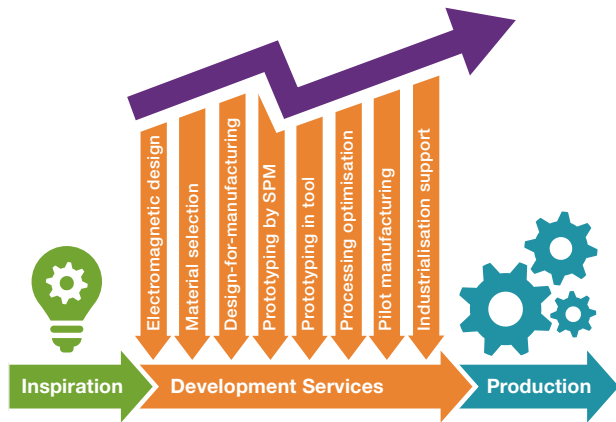 Electromagnetic design
Material selection
Design-for-manufacturing
Prototyping by SPM
Prototyping in tool
Processing optimisation
Pilot manufacturing
Industrialisation support
Inspiration
Development Services
Production